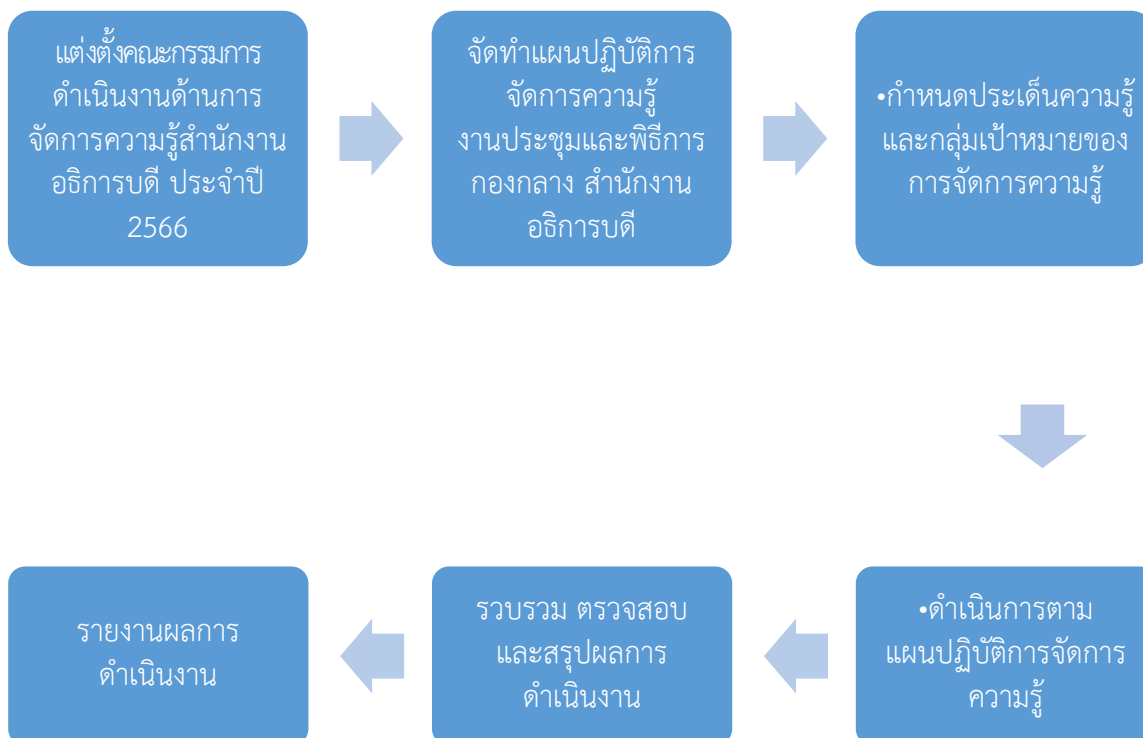 แต่งตั้งคณะกรรมการ
ดำเนินงานด้านการ
จัดการความรู้สำนักงาน
อธิการบดี ประจำปี
2566
จัดทำแผนปฏิบัติการ
จัดการความรู้
งานประชุมและพิธีการ
กองกลาง สำนักงาน
อธิการบดี
•กำหนดประเด็นความรู้
และกลุ่มเป้าหมายของ
การจัดการความรู้
•ดำเนินการตาม
แผนปฏิบัติการจัดการ
ความรู้
รวบรวม ตรวจสอบ
และสรุปผลการ
ดำเนินงาน
รายงานผลการ
ดำเนินงาน